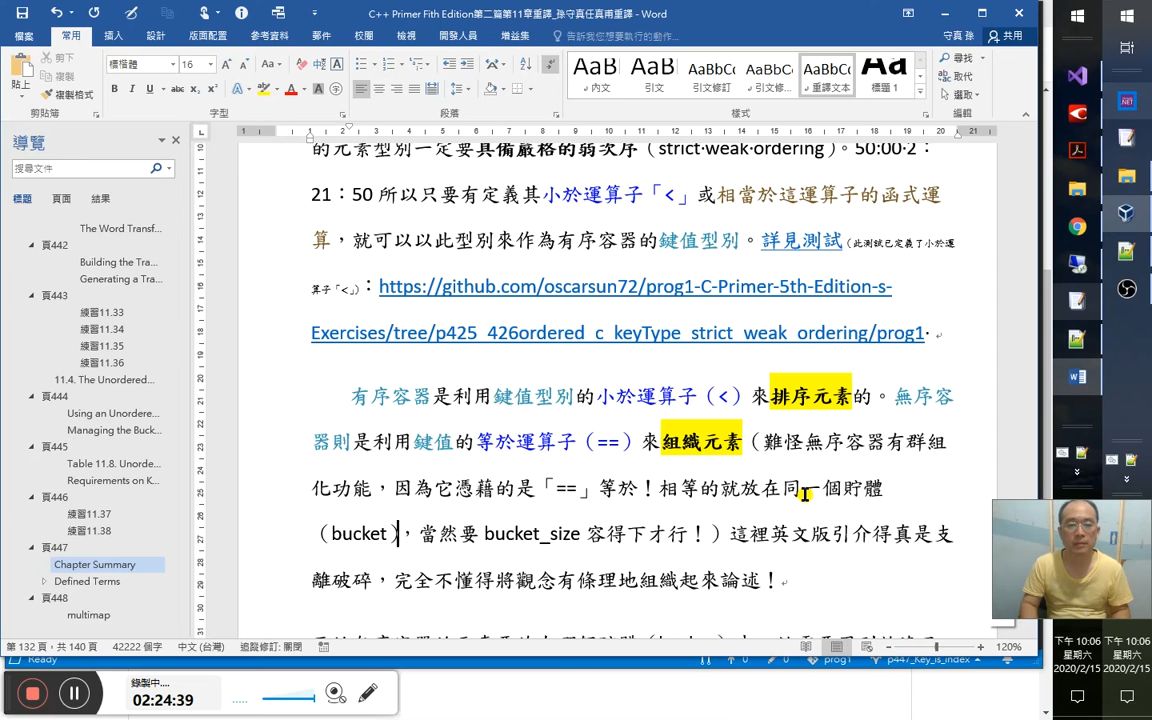 C++ Primer Fith Edition第二篇第11章重譯_孫守真任真甫重譯 - Word
檔案 常用 插入 設計 版面配置 參考資料 郵件 校閱 檢視 開發人員 增益集 告訴我您想要執行的動作... 守真 孫 共用
貼上 剪下 複製 複製格式
標楷體 16
AaB AaB AaBbC AaBbC AaBbC AaB
內文 引文 引文修訂 引文修... 重譯文本 標題 1
尋找 取代 選取
剪貼簿 字型 段落 樣式 編輯
導覽
搜尋文件
標題 頁面 結果
The Word Transf...
頁442
Building the Tra...
Generating a Tra...
頁443
練習11.33
練習11.34
練習11.35
練習11.36
11.4. The Unordered...
頁444
Using an Unordere...
Managing the Buck...
頁445
Table 11.8. Unorde...
Requirements on K...
頁446
練習11.37
練習11.38
頁447
Chapter Summary
Defined Terms
頁448
multimap
的元素型別一定要具備嚴格的弱次序（strict·weak·ordering）。50:00·2：
21：50 所以只要有定義其小於運算子「<」或相當於這運算子的函式運
算，就可以以此型別來作為有序容器的鍵值型別。詳見測試（此測試已定義了小於運
算子「<」）：https://github.com/oscarsun72/prog1-C-Primer-5th-Edition-s-
Exercises/tree/p425_426ordered_c_keyType_strict_weak_ordering/prog1·
有序容器是利用鍵值型別的小於運算子（<）來排序元素的。無序容
器則是利用鍵值的等於運算子（==）來組織元素（難怪無序容器有群組
化功能，因為它憑藉的是「==」等於！相等的就放在同一個貯體
（bucket），當然要 bucket_size 容得下才行！）這裡英文版引介得真是支
離破碎，完全不懂得將觀念有條理地組織起來論述！
第 132 頁，共 140 頁 42222 個字 中文 (台灣) 追蹤修訂: 關閉 120%
Ready 0 0 prog1 p447_Key_is_index
錄製中...
02:24:39
下午 10:06
星期六
2020/2/15
下午 10:06
星期六
2020/2/15